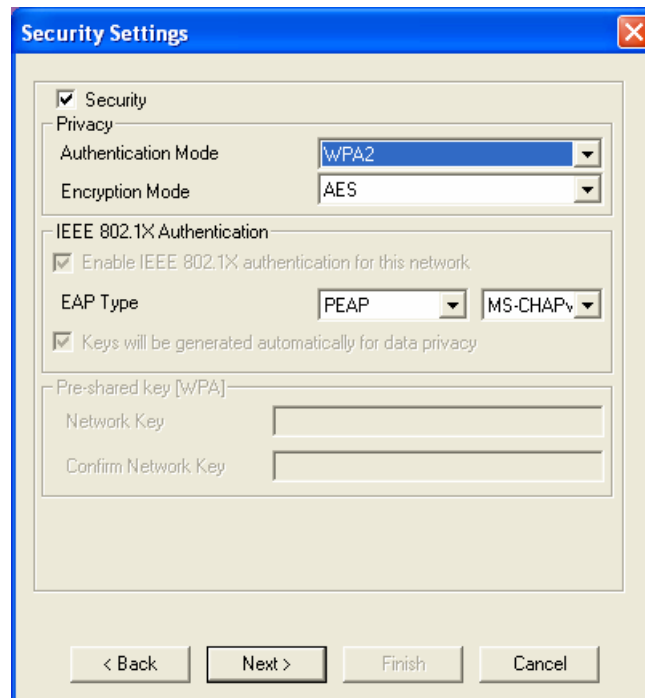 Security Settings
Security
Privacy
Authentication Mode WPA2
Encryption Mode AES
IEEE 802.1X Authentication
Enable IEEE 802.1X authentication for this network
EAP Type PEAP MS-CHAPv
Keys will be generated automatically for data privacy
Pre-shared key [WPA]
Network Key
Confirm Network Key
< Back Next > Finish Cancel